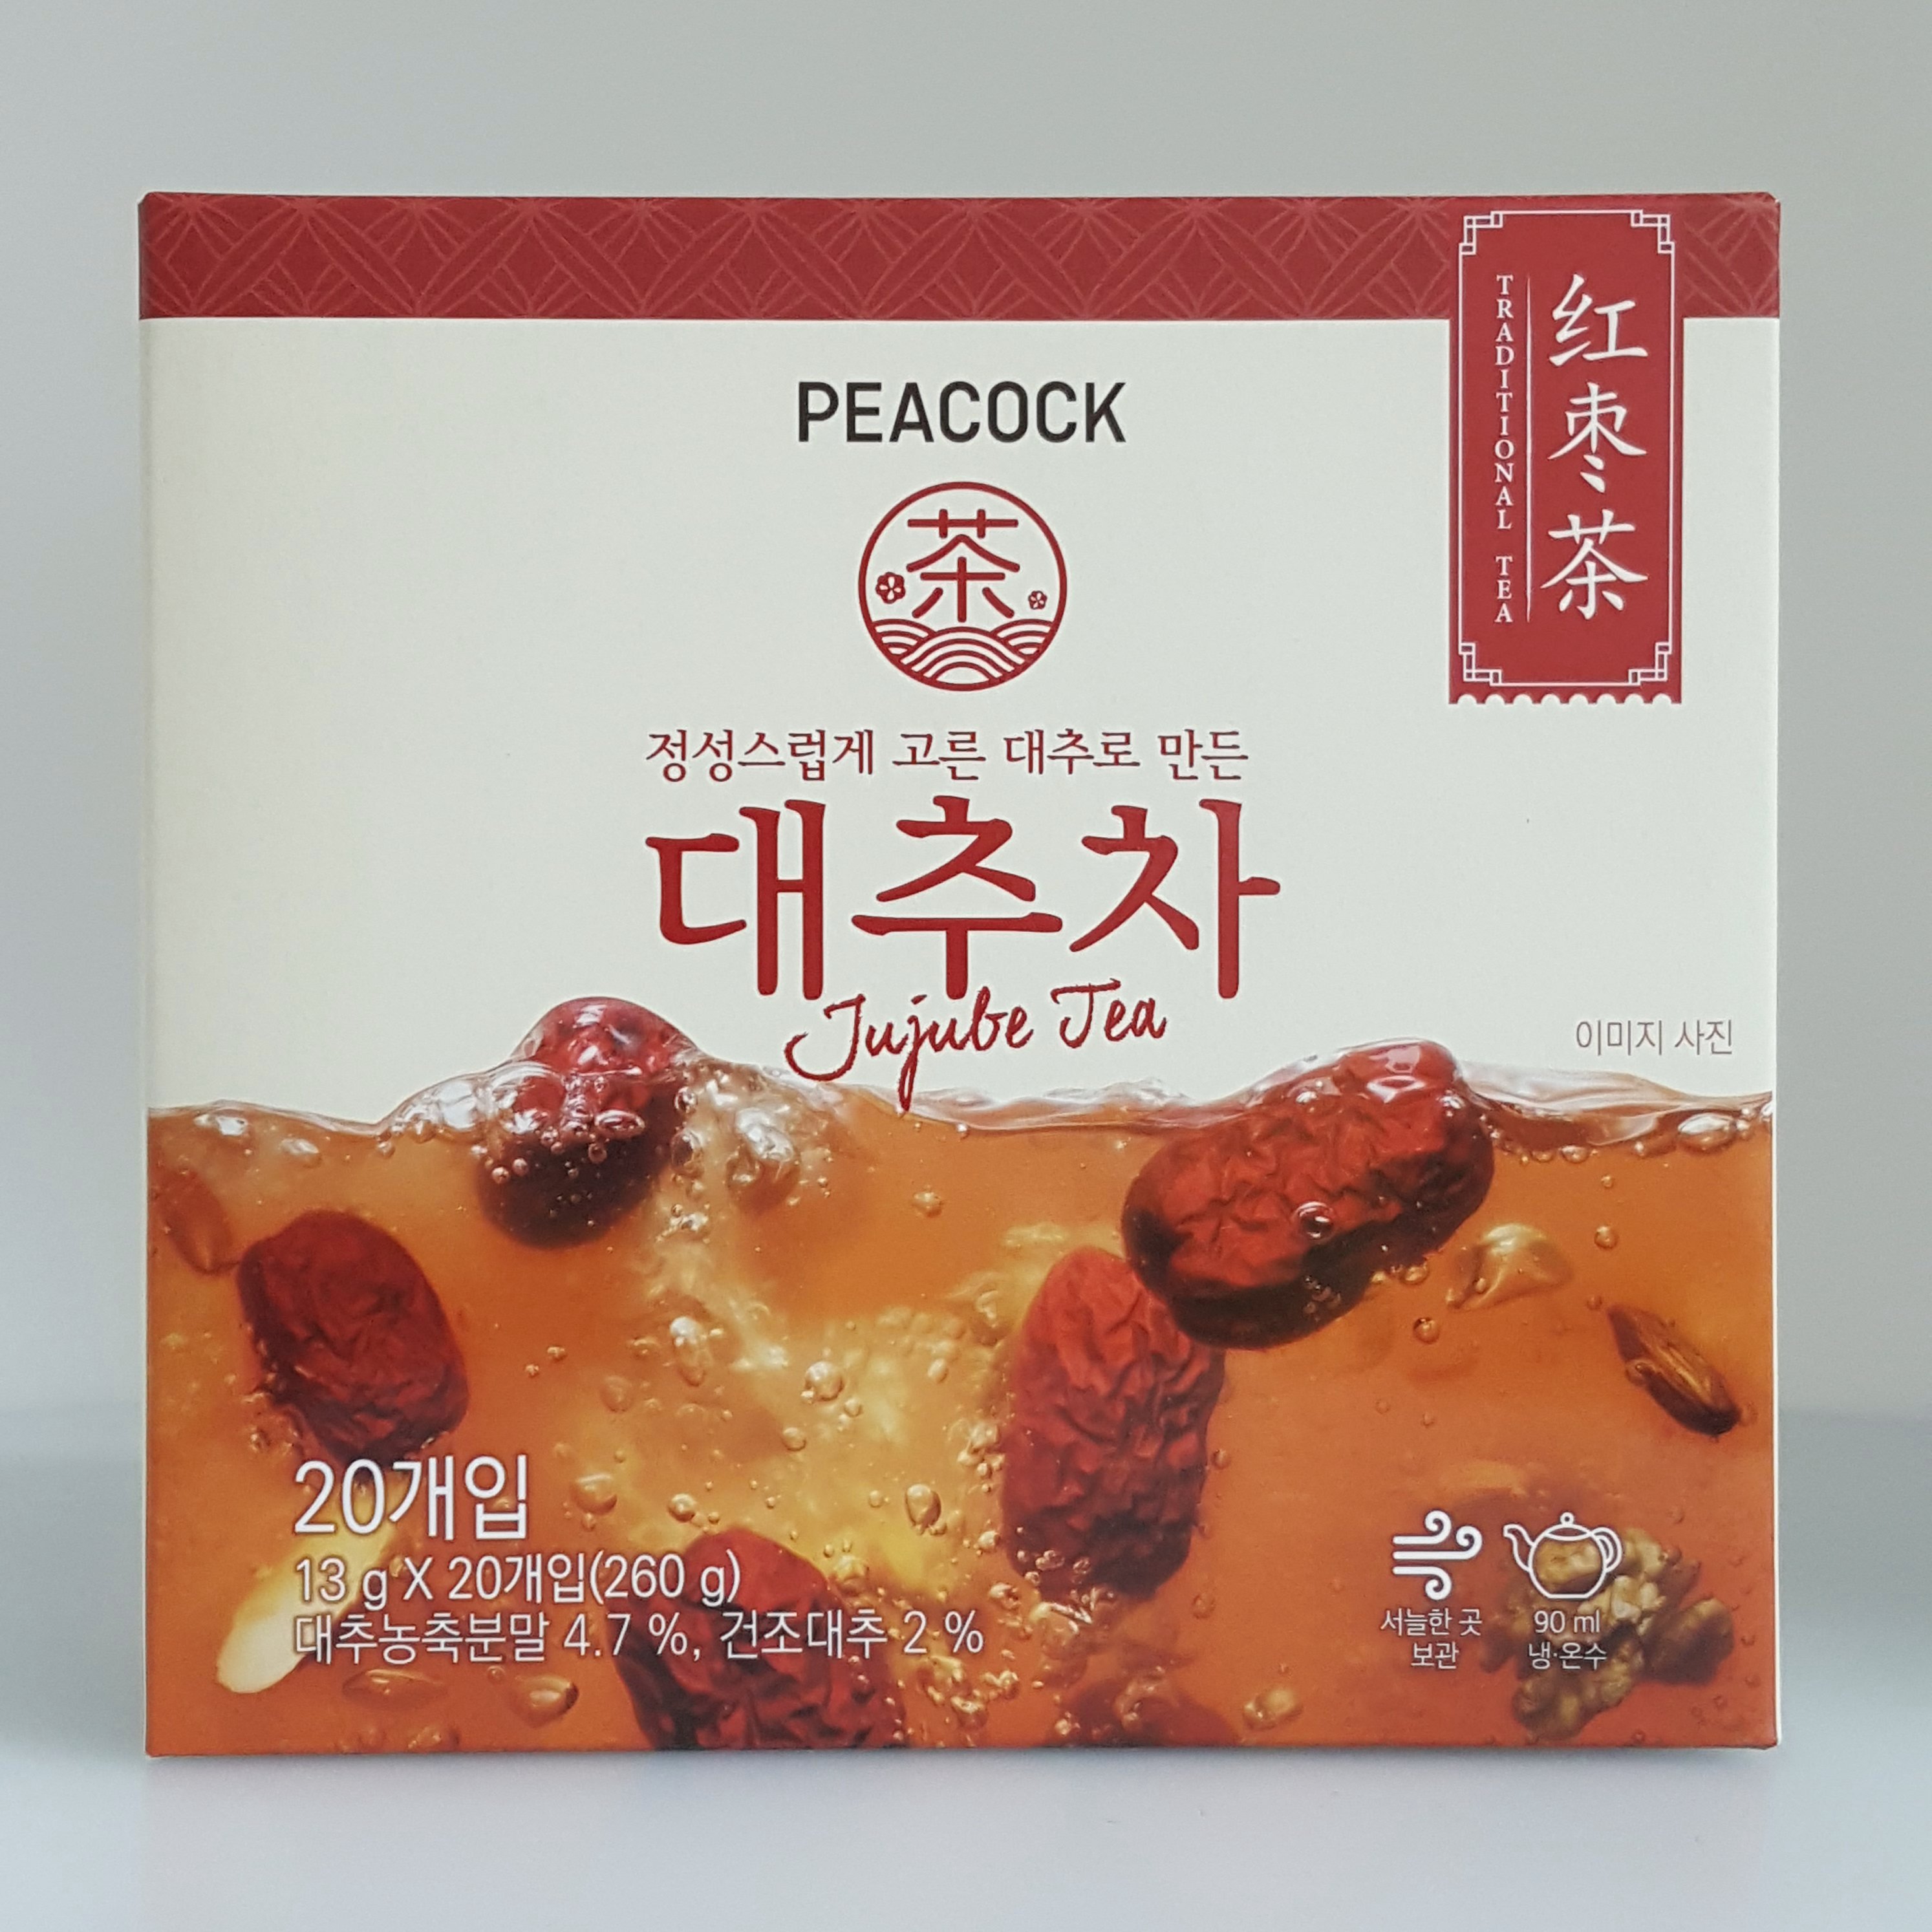 PEACOCK
茶
정성스럽게 고른 대추로 만든
대추차
Jujube Tea
红枣茶
TRADITIONAL TEA
이미지 사진
20개입
13 g X 20개입(260 g)
대추농축분말 4.7 %, 건조대추 2 %
서늘한 곳
보관
90 ml
냉·온수